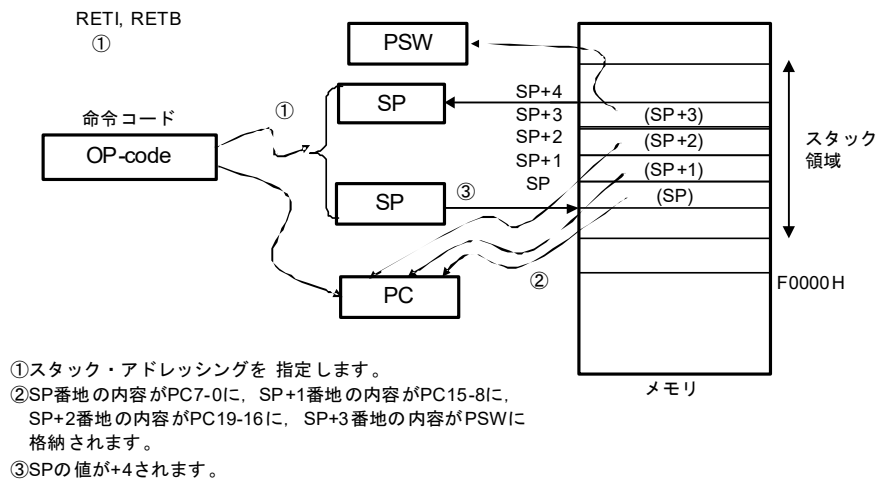 RETI, RETB
①
PSW
SP+4
SP
①
SP+3
(SP+3)
命令コード
OP-code
SP+2
(SP+2)
スタック
領域
SP+1
(SP+1)
SP
(SP)
SP
③
②
PC
F0000H
メモリ
①スタック・アドレッシングを 指定します。
②SP番地の内容がPC7-0に, SP+1番地の内容がPC15-8に,
SP+2番地の内容がPC19-16に, SP+3番地の内容がPSWに
格納されます。
③SPの値が+4されます。